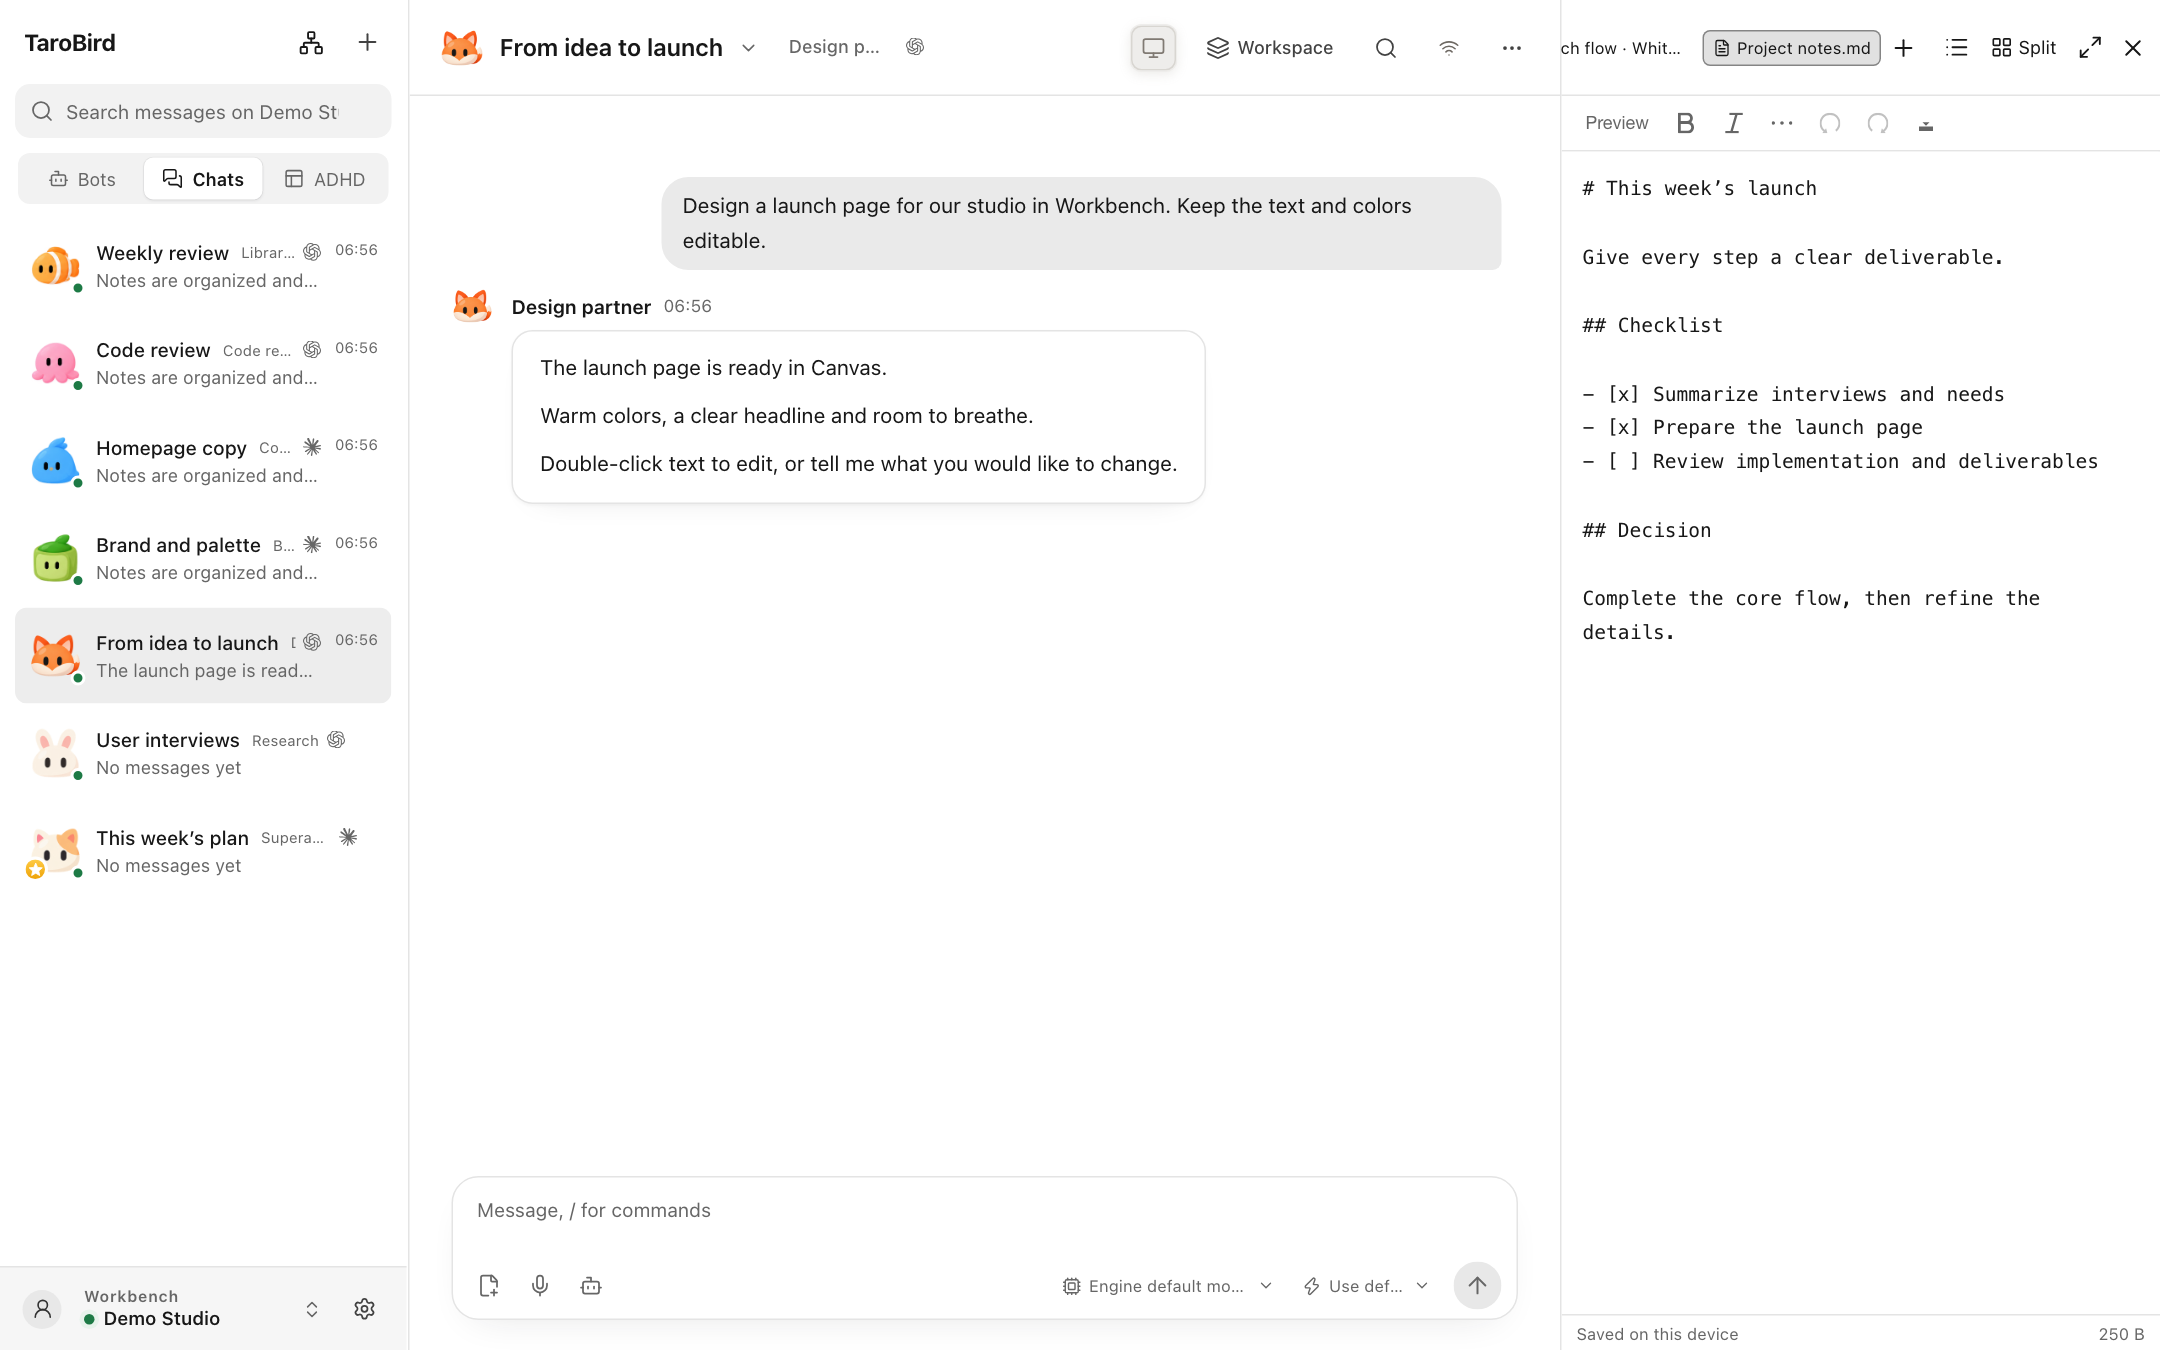 TaroBird
Search messages on Demo St
Bots
Chats
ADHD
Weekly review Librar... 06:56
Notes are organized and...
Code review Code re... 06:56
Notes are organized and...
Homepage copy Co... 06:56
Notes are organized and...
Brand and palette B... 06:56
Notes are organized and...
From idea to launch 06:56
The launch page is read...
User interviews Research
No messages yet
This week’s plan Supera...
No messages yet
Workbench
Demo Studio
From idea to launch Design p... Workspace
Design a launch page for our studio in Workbench. Keep the text and colors
editable.
Design partner 06:56
The launch page is ready in Canvas.
Warm colors, a clear headline and room to breathe.
Double-click text to edit, or tell me what you would like to change.
Message, / for commands
Engine default mo... Use def...
ch flow · Whit... Project notes.md Split
Preview B I
# This week’s launch
Give every step a clear deliverable.
## Checklist
- [x] Summarize interviews and needs
- [x] Prepare the launch page
- [ ] Review implementation and deliverables
## Decision
Complete the core flow, then refine the
details.
Saved on this device 250 B